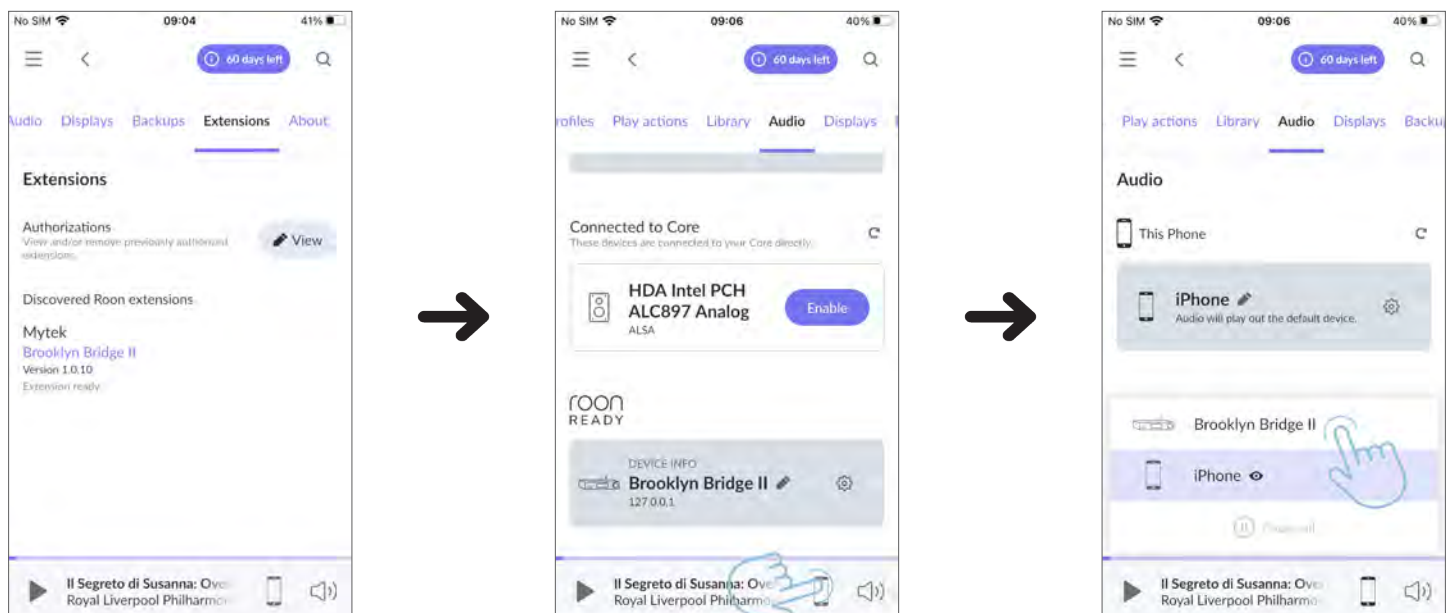 No SIM 09:04 41%
60 days left
Audio Displays Backups Extensions About
Extensions
Authorizations
View and/or remove previously authorized
extensions.
View
Discovered Roon extensions
Mytek
Brooklyn Bridge II
Version 1.0.10
Extension ready
Il Segreto di Susanna: Ove
Royal Liverpool Philharmo
No SIM 09:06 40%
60 days left
rofiles Play actions Library Audio Displays
Connected to Core
These devices are connected to your Core directly.
HDA Intel PCH
ALC897 Analog
ALSA
Enable
roon
READY
DEVICE INFO
Brooklyn Bridge II
127.0.0.1
Il Segreto di Susanna: Ove
Royal Liverpool Philharmo
No SIM 09:06 40%
60 days left
Play actions Library Audio Displays Backu
Audio
This Phone
iPhone
Audio will play out the default device.
Brooklyn Bridge II
iPhone
Il Segreto di Susanna: Ove
Royal Liverpool Philharmo